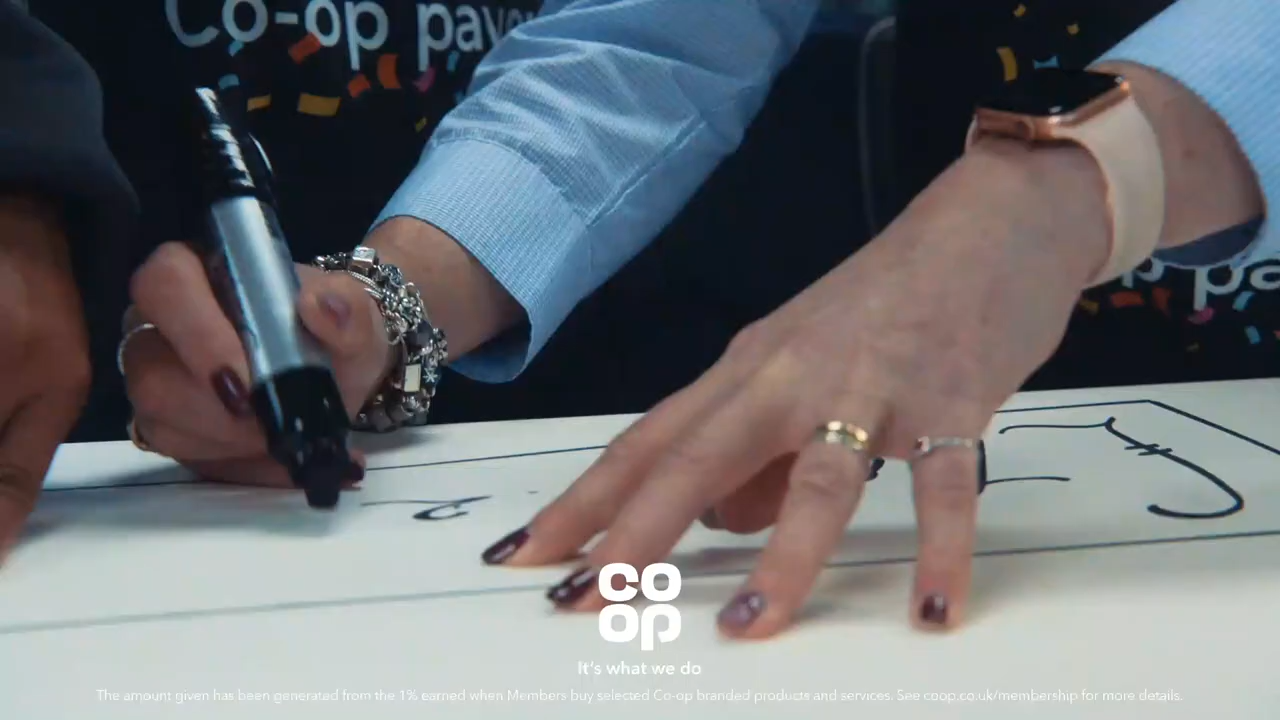 Co-op
co
op
It's what we do
The amount given has been generated from the 1% earned when Members buy selected Co-op branded products and services. See coop.co.uk/membership for more details.